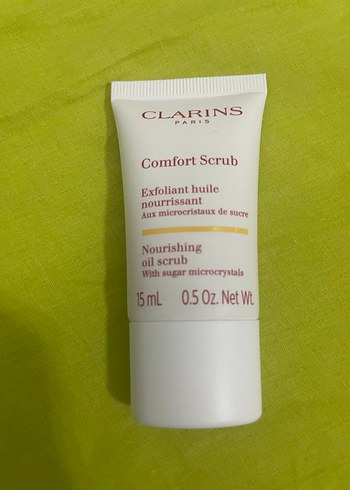 CLARINS
PARIS
Comfort Scrub
Exfoliant huile
nourrissant
Aux microcristaux de sucre
Nourishing
oil scrub
With sugar microcrystals
15 mL 0.5 Oz. Net Wt.